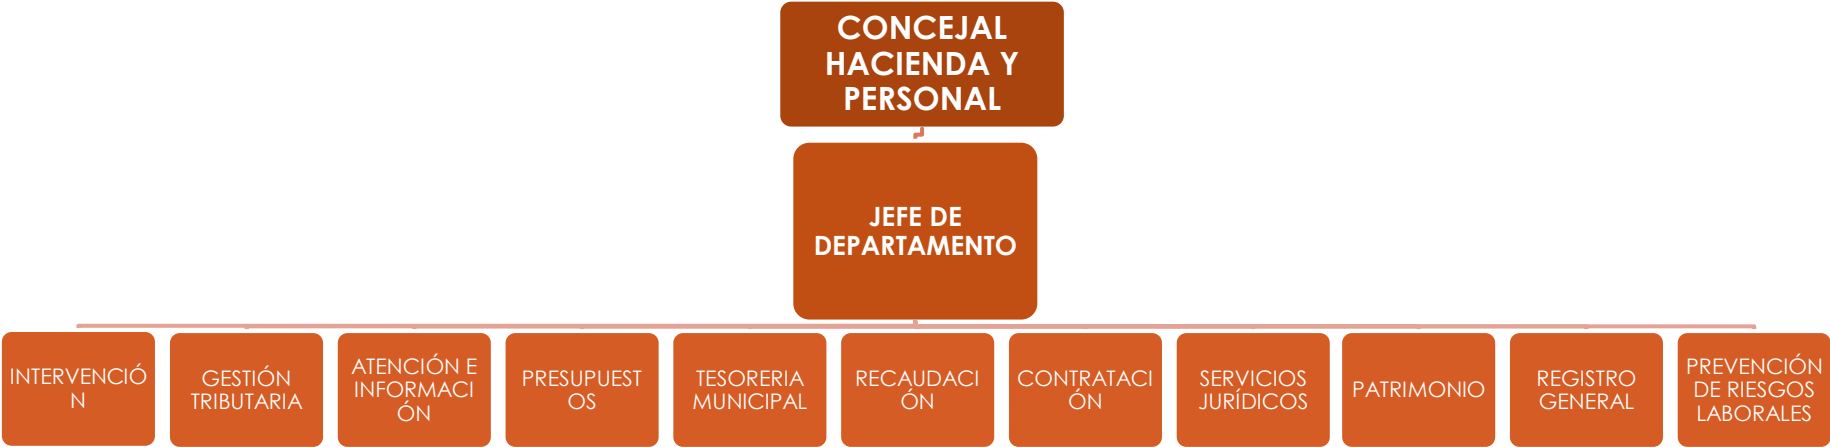 CONCEJAL
HACIENDA Y
PERSONAL
JEFE DE
DEPARTAMENTO
INTERVENCIÓ
N
GESTIÓN
TRIBUTARIA
ATENCIÓN E
INFORMACI
ÓN
PRESUPUEST
OS
TESORERIA
MUNICIPAL
RECAUDACI
ÓN
CONTRATACI
ÓN
SERVICIOS
JURÍDICOS
PATRIMONIO
REGISTRO
GENERAL
PREVENCIÓN
DE RIESGOS
LABORALES